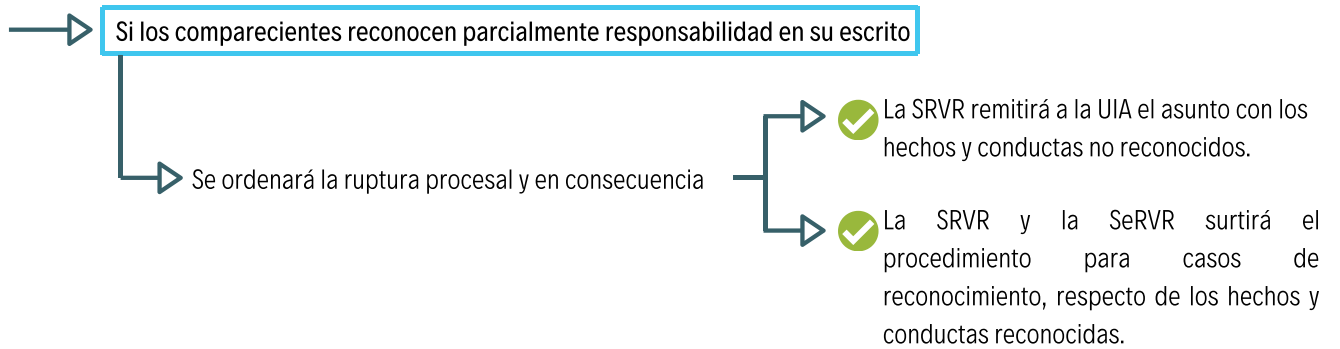 Si los comparecientes reconocen parcialmente responsabilidad en su escrito
La SRVR remitirá a la UIA el asunto con los
hechos y conductas no reconocidos.
Se ordenará la ruptura procesal y en consecuencia
La SRVR y la SeRVR surtirá el
procedimiento para casos de
reconocimiento, respecto de los hechos y
conductas reconocidas.